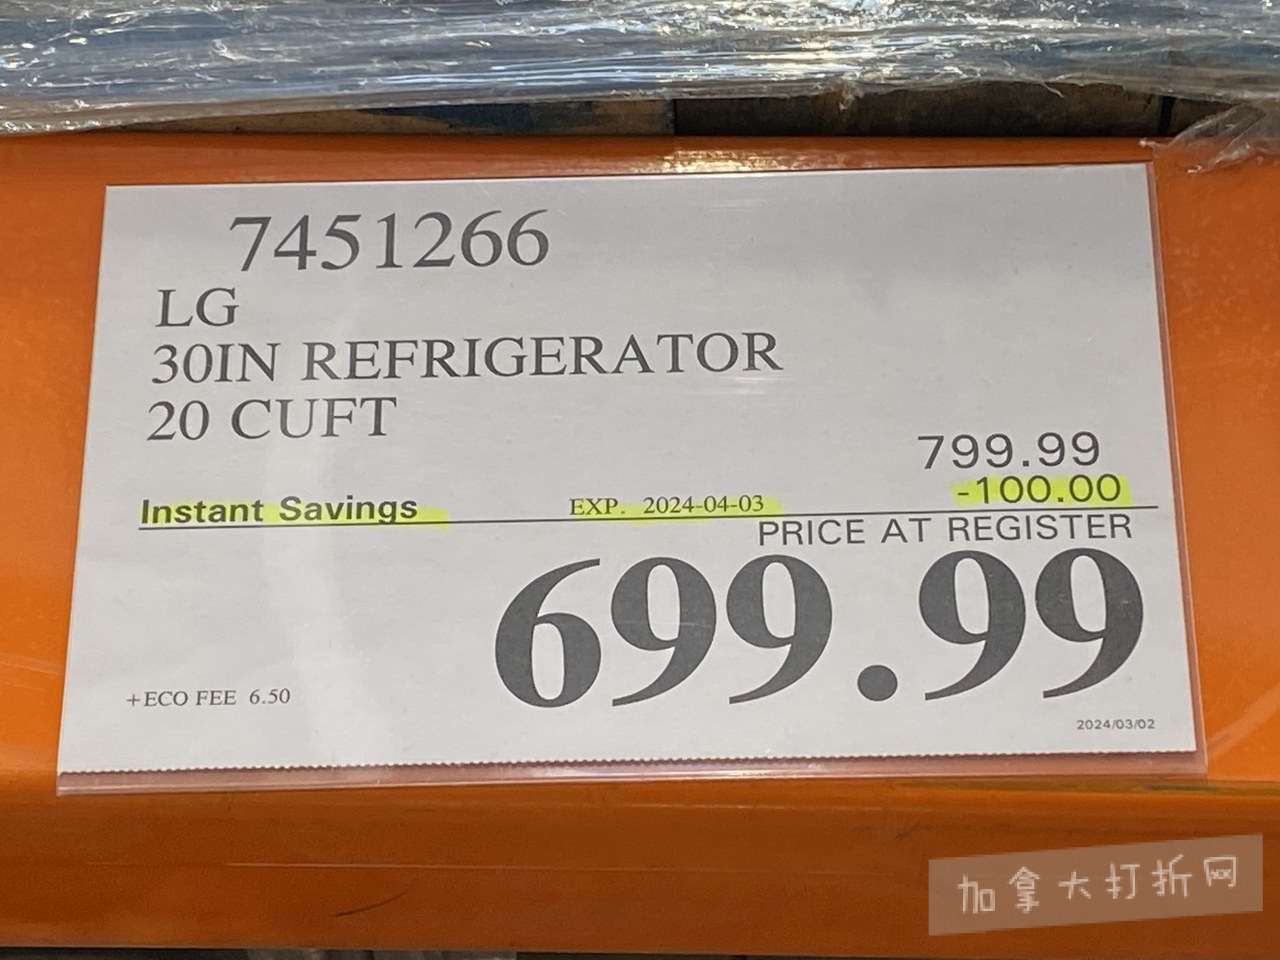 7451266
LG
30IN REFRIGERATOR
20 CUFT
799.99
Instant Savings EXP. 2024-04-03 -100.00
PRICE AT REGISTER
699.99
+ECO FEE 6.50
2024/03/02
加拿大打折网